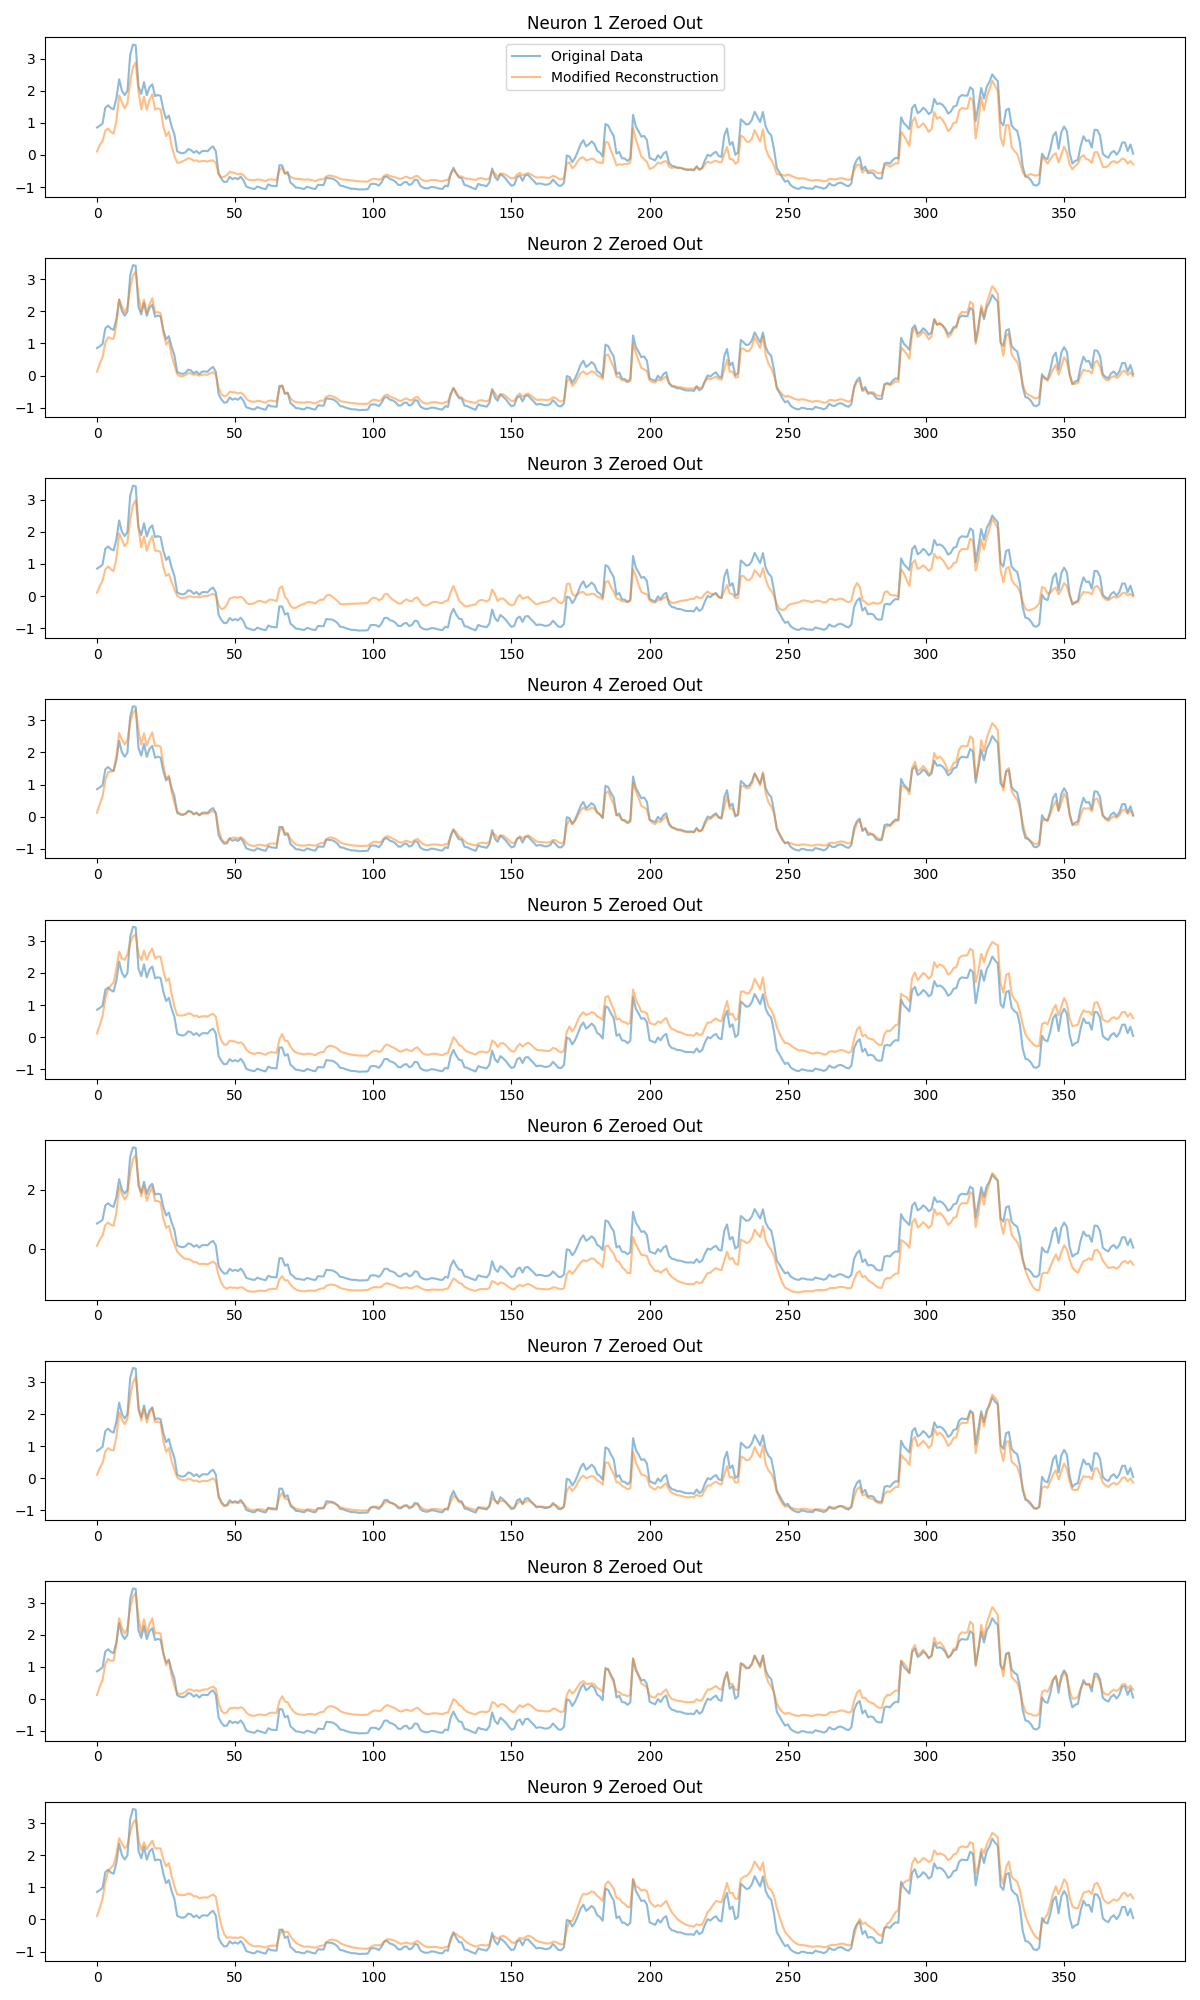 Neuron 1 Zeroed Out
Original Data
Modified Reconstruction
3
2
1
0
−1
0 50 100 150 200 250 300 350
Neuron 2 Zeroed Out
3
2
1
0
−1
0 50 100 150 200 250 300 350
Neuron 3 Zeroed Out
3
2
1
0
−1
0 50 100 150 200 250 300 350
Neuron 4 Zeroed Out
3
2
1
0
−1
0 50 100 150 200 250 300 350
Neuron 5 Zeroed Out
3
2
1
0
−1
0 50 100 150 200 250 300 350
Neuron 6 Zeroed Out
2
0
0 50 100 150 200 250 300 350
Neuron 7 Zeroed Out
3
2
1
0
−1
0 50 100 150 200 250 300 350
Neuron 8 Zeroed Out
3
2
1
0
−1
0 50 100 150 200 250 300 350
Neuron 9 Zeroed Out
3
2
1
0
−1
0 50 100 150 200 250 300 350